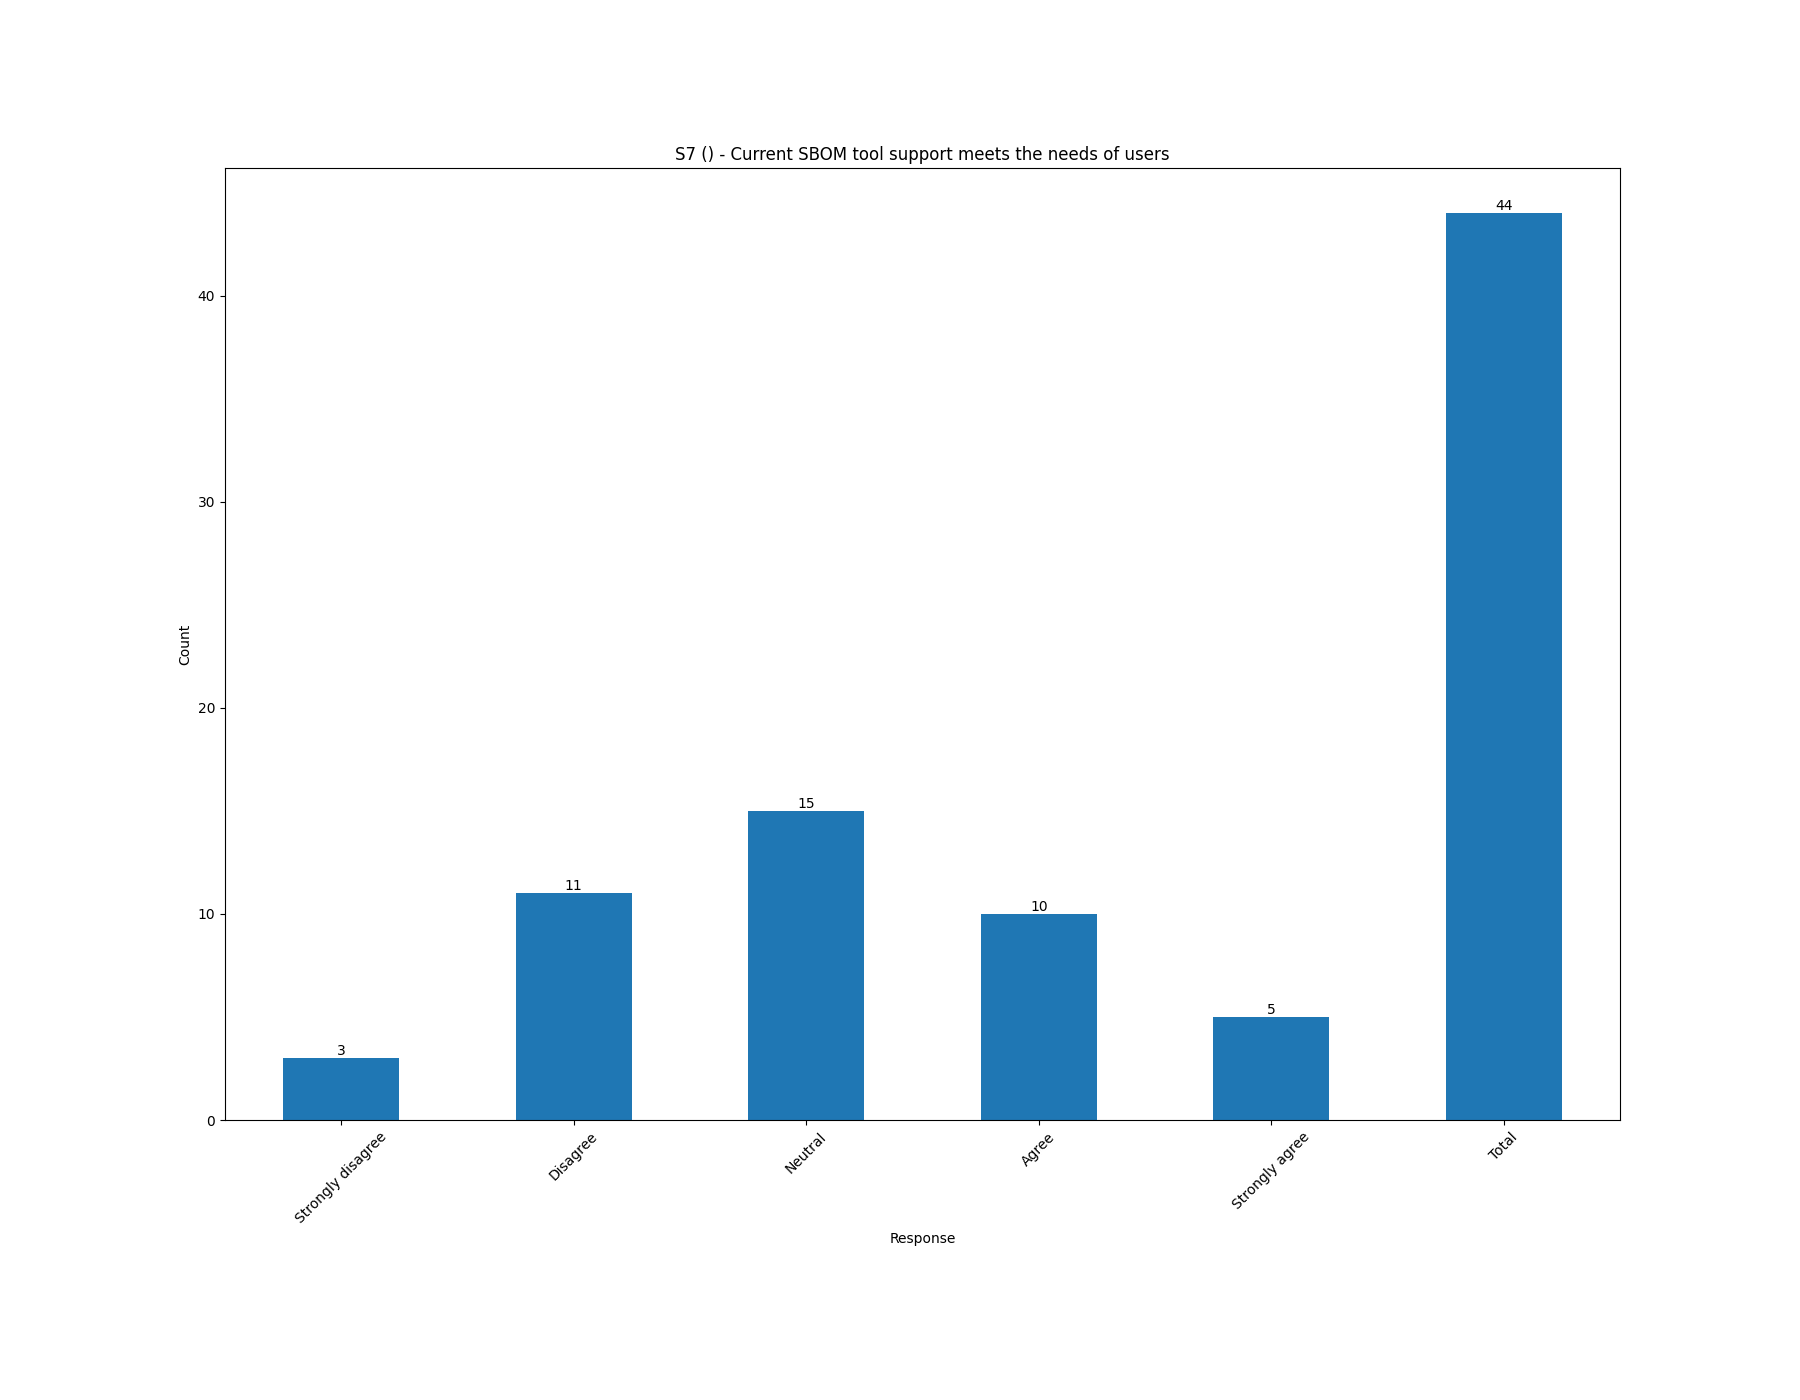 S7 () - Current SBOM tool support meets the needs of users
44
40
30
Count
20
15
11
10
10
5
3
0
Strongly disagree
Disagree
Neutral
Agree
Strongly agree
Total
Response